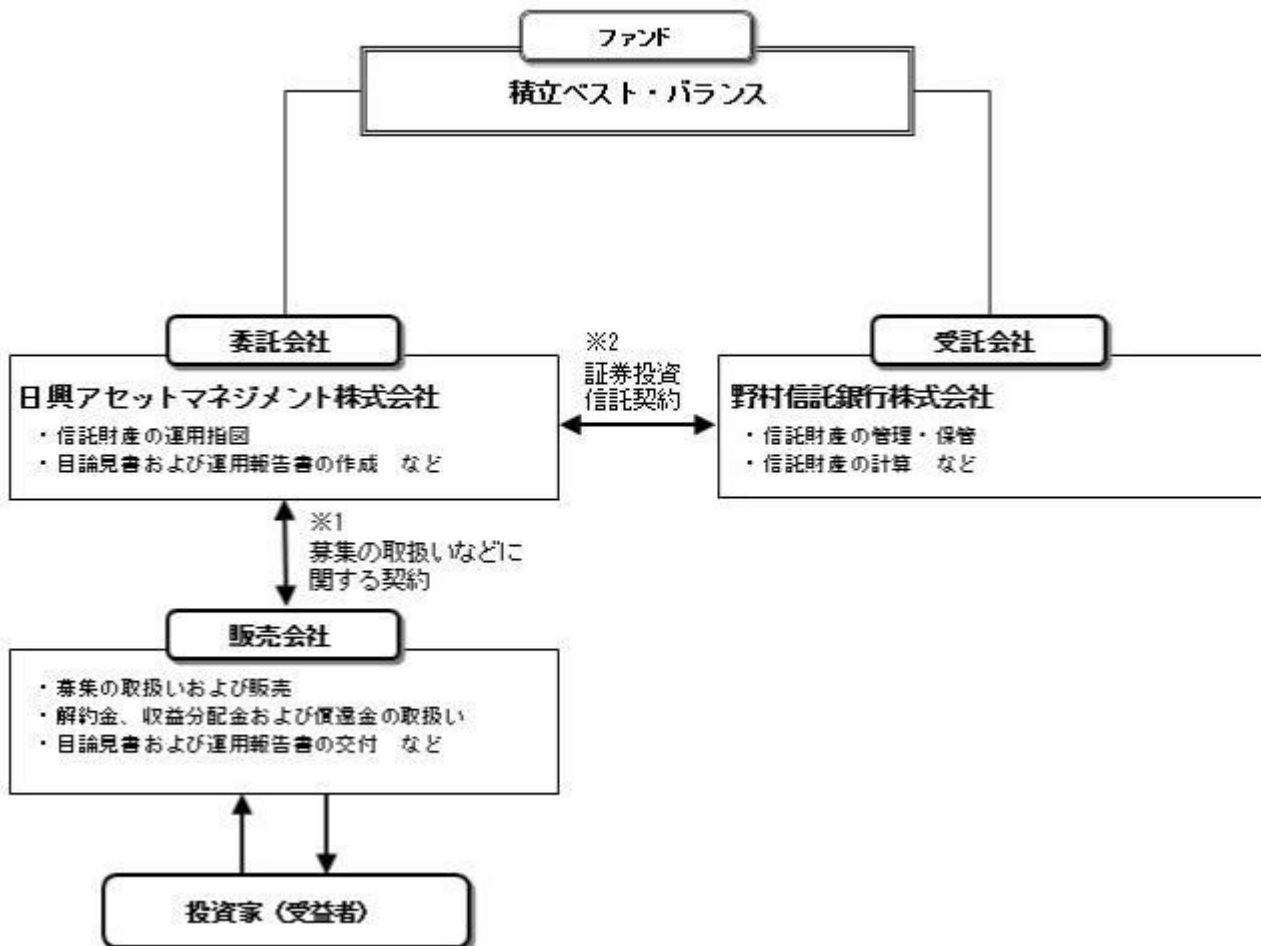 ファンド
積立ベスト・バランス
委託会社
日興アセットマネジメント株式会社
・信託財産の運用指図
・目論見書および運用報告書の作成　など
※2
証券投資
信託契約
受託会社
野村信託銀行株式会社
・信託財産の管理・保管
・信託財産の計算　など
※1
募集の取扱いなどに
関する契約
販売会社
・募集の取扱いおよび販売
・解約金、収益分配金および償還金の取扱い
・目論見書および運用報告書の交付　など
投資家（受益者）